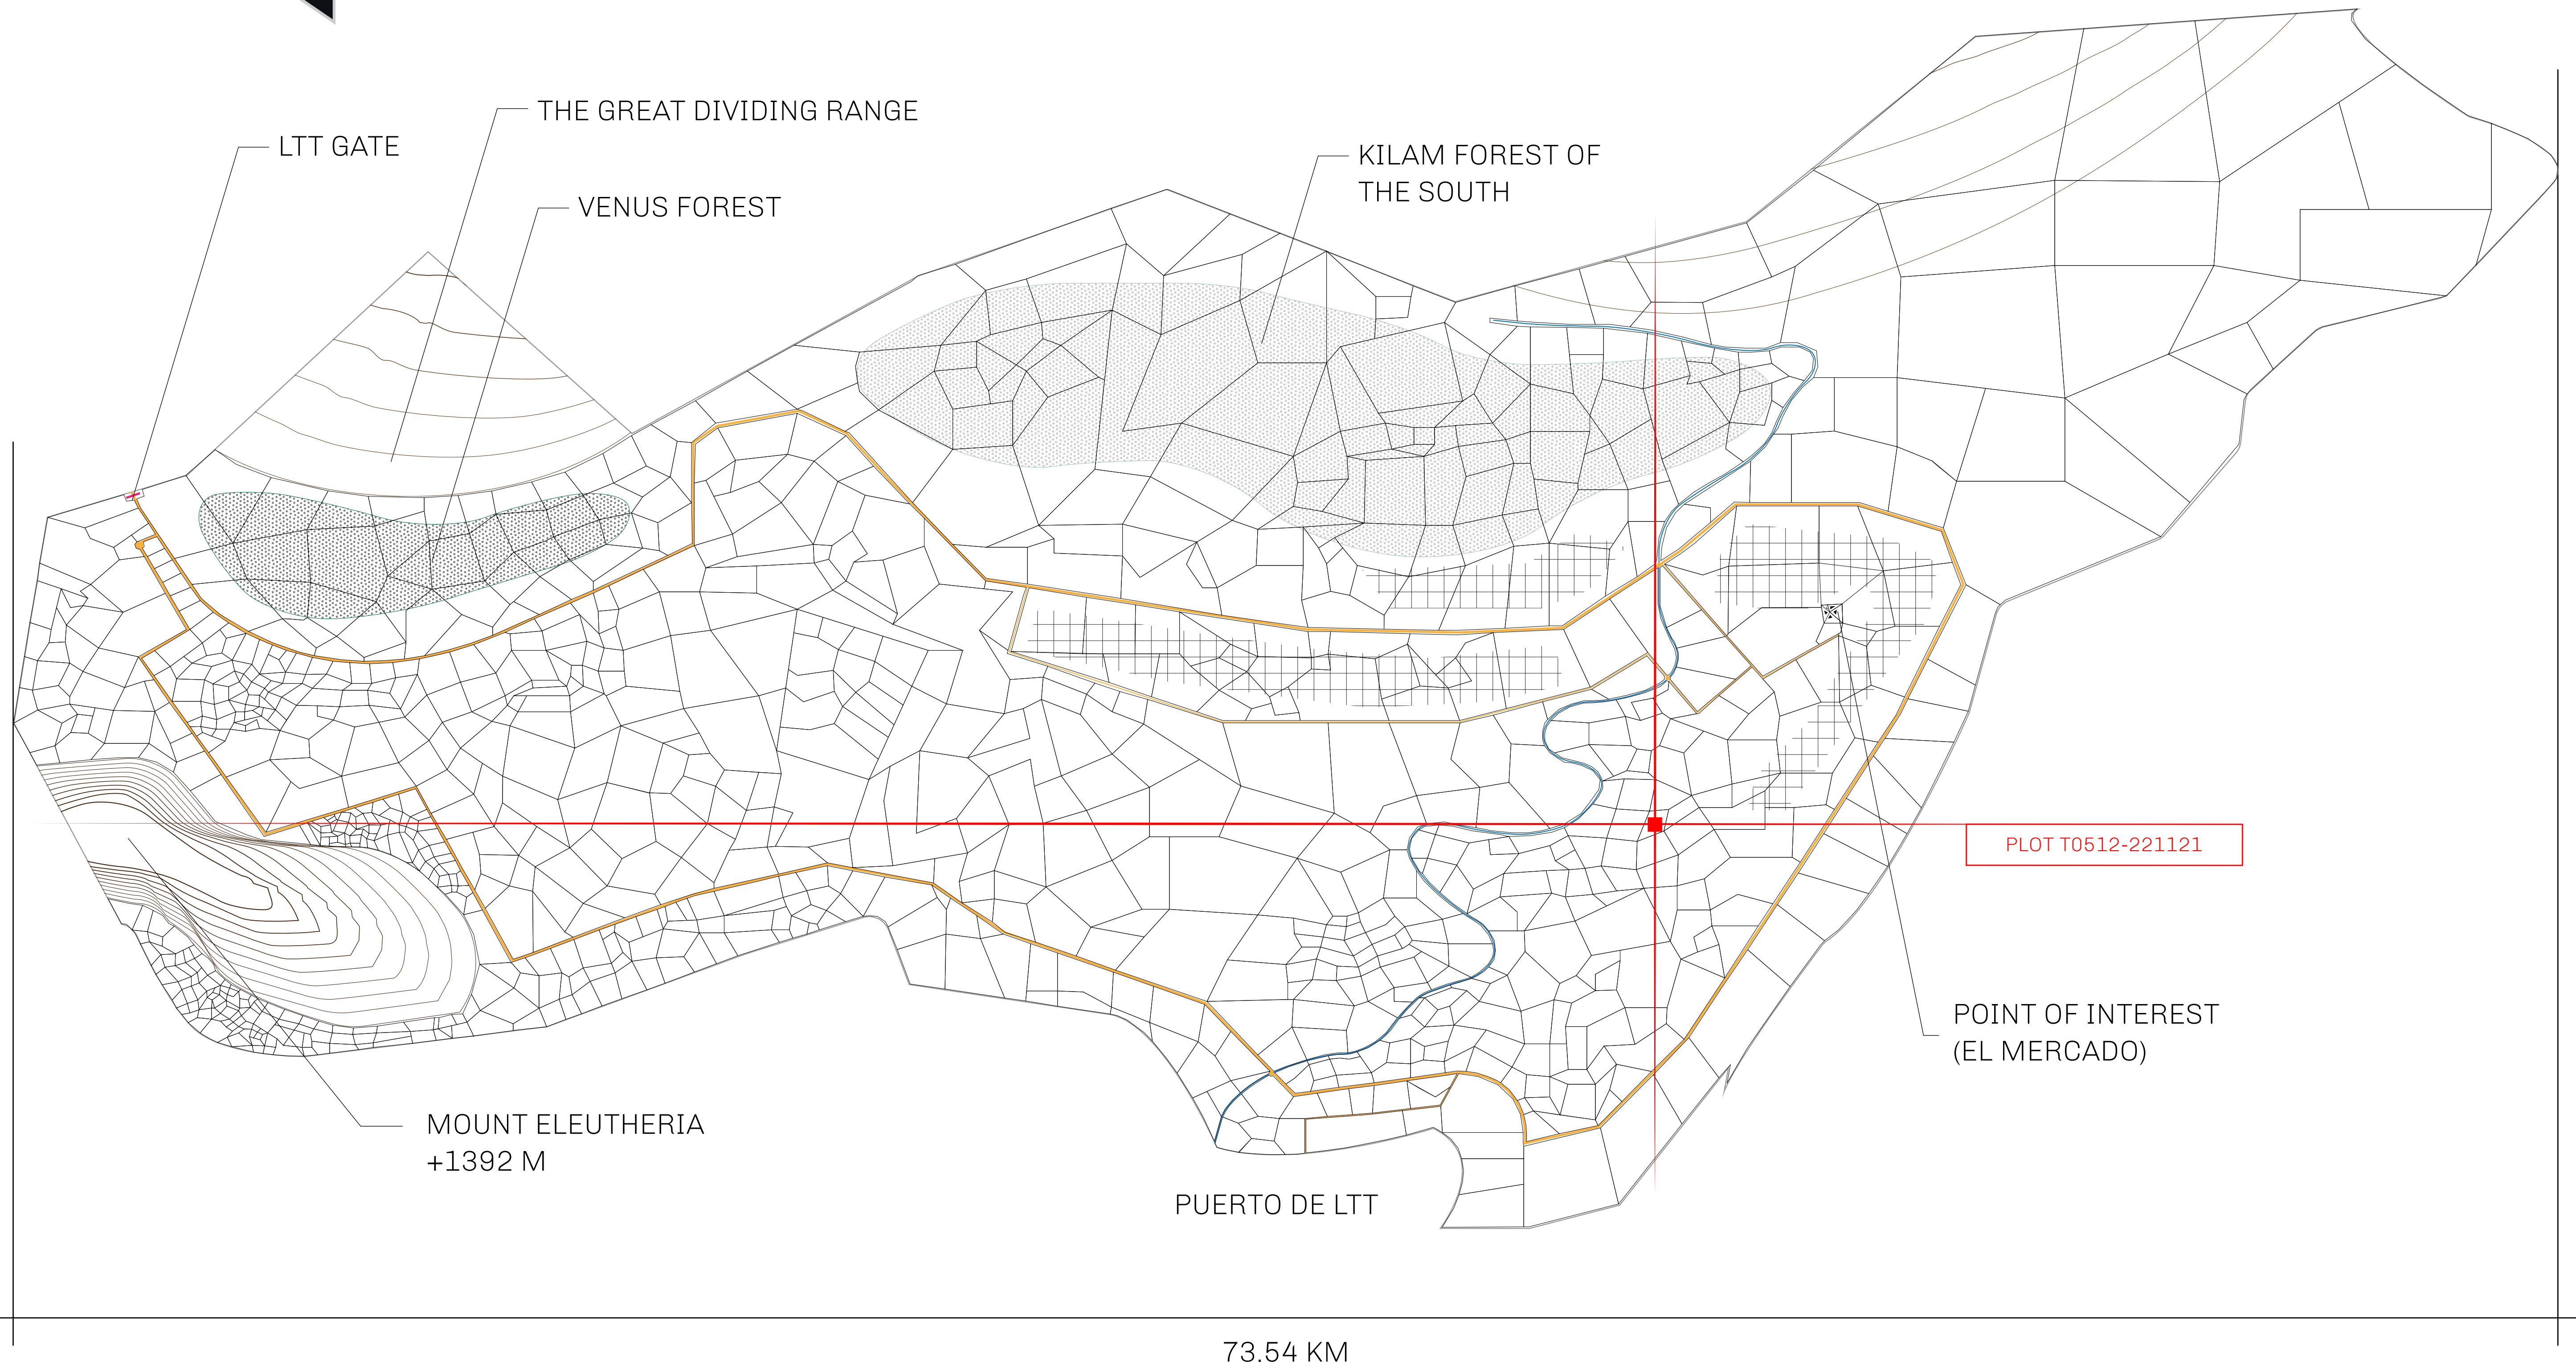 THE GREAT DIVIDING RANGE
LTT GATE
KILAM FOREST OF
THE SOUTH
VENUS FOREST
PLOT T0512-221121
POINT OF INTEREST
(EL MERCADO)
MOUNT ELEUTHERIA
+1392 M
PUERTO DE LTT
73.54 KM